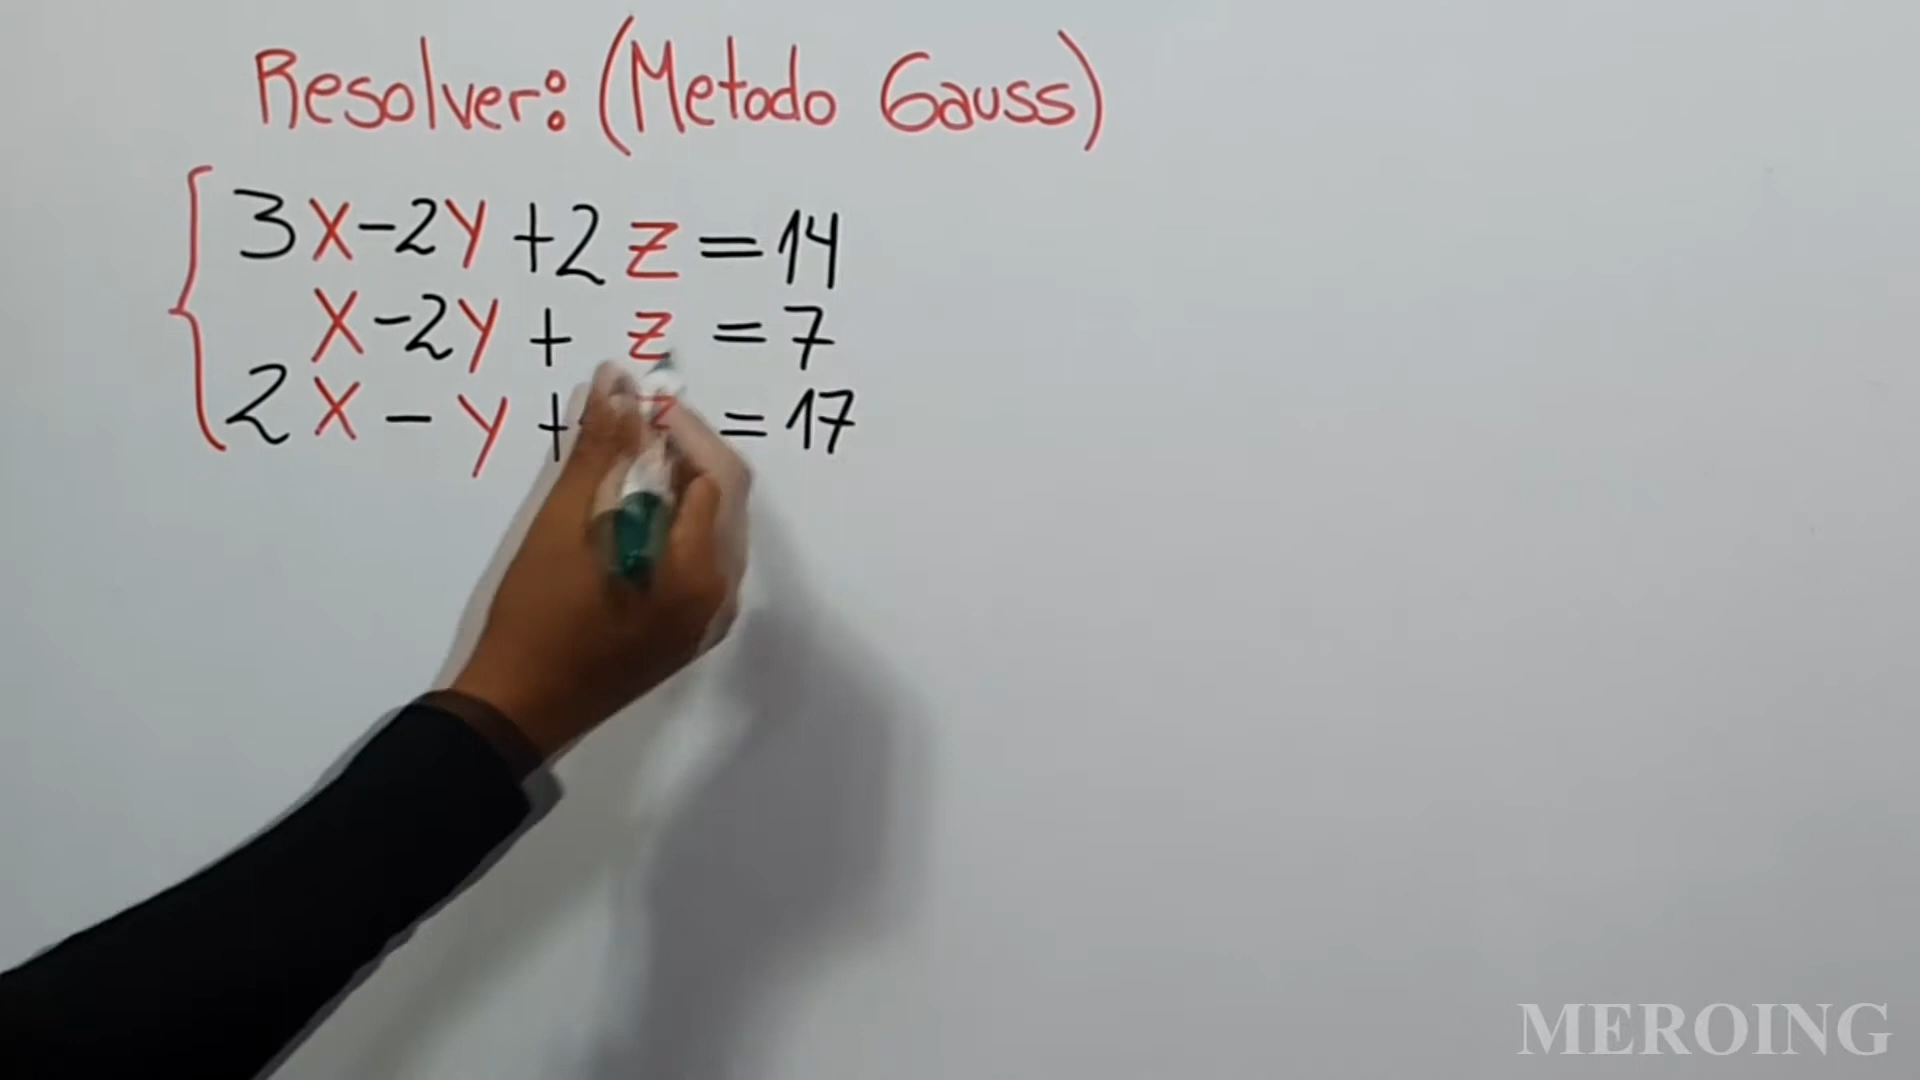 Resolver: (Metodo Gauss)
3x-2y+2z=14
x-2y+ z=7
2x-y+ z=17
MEROING